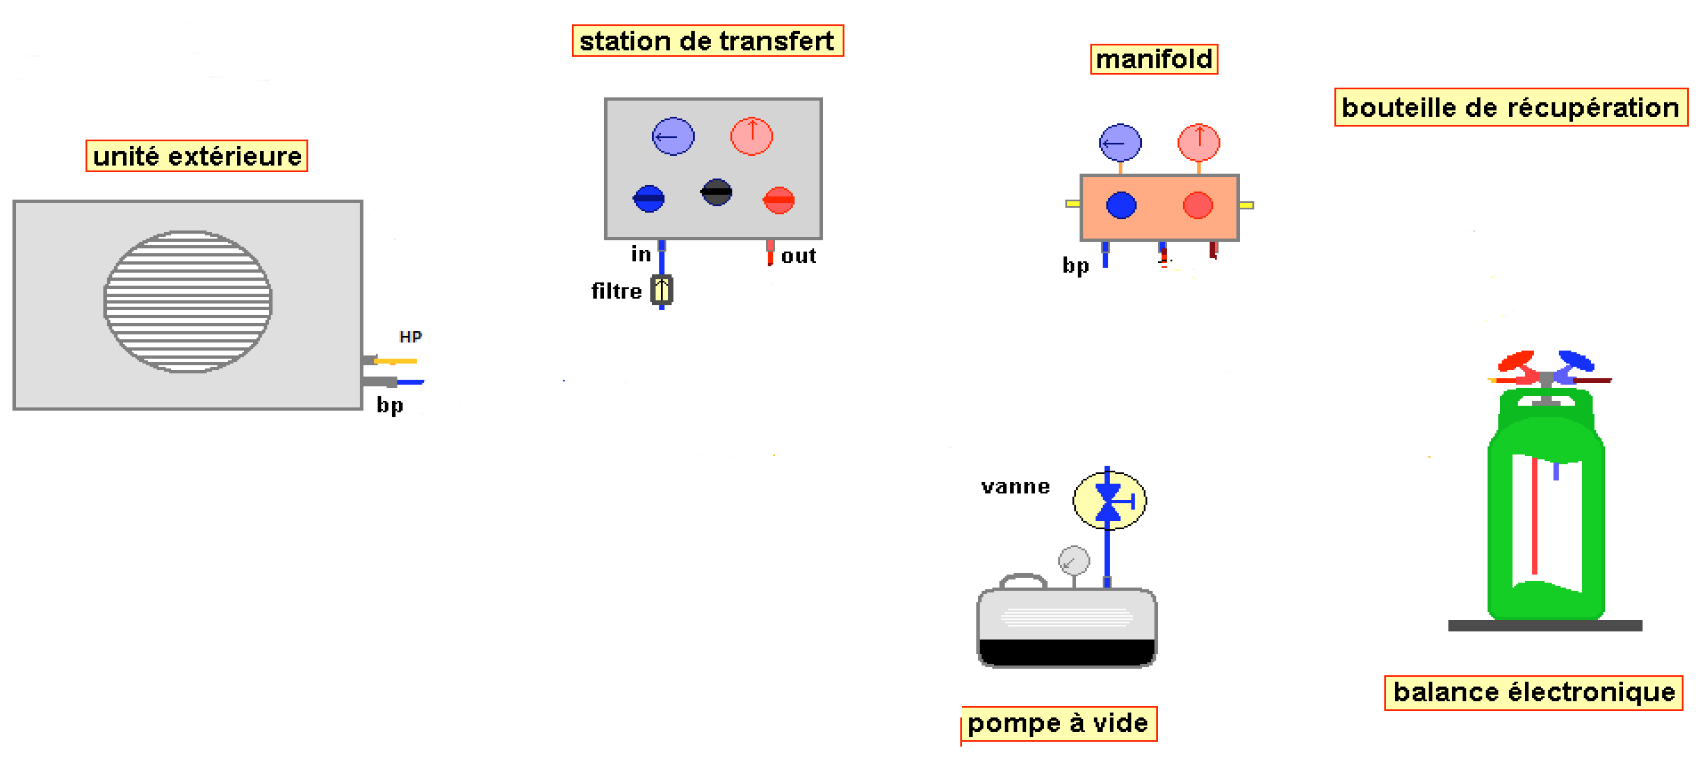 station de transfert
manifold
bouteille de récupération
unité extérieure
in
out
bp
filtre
HP
bp
vanne
balance électronique
pompe à vide